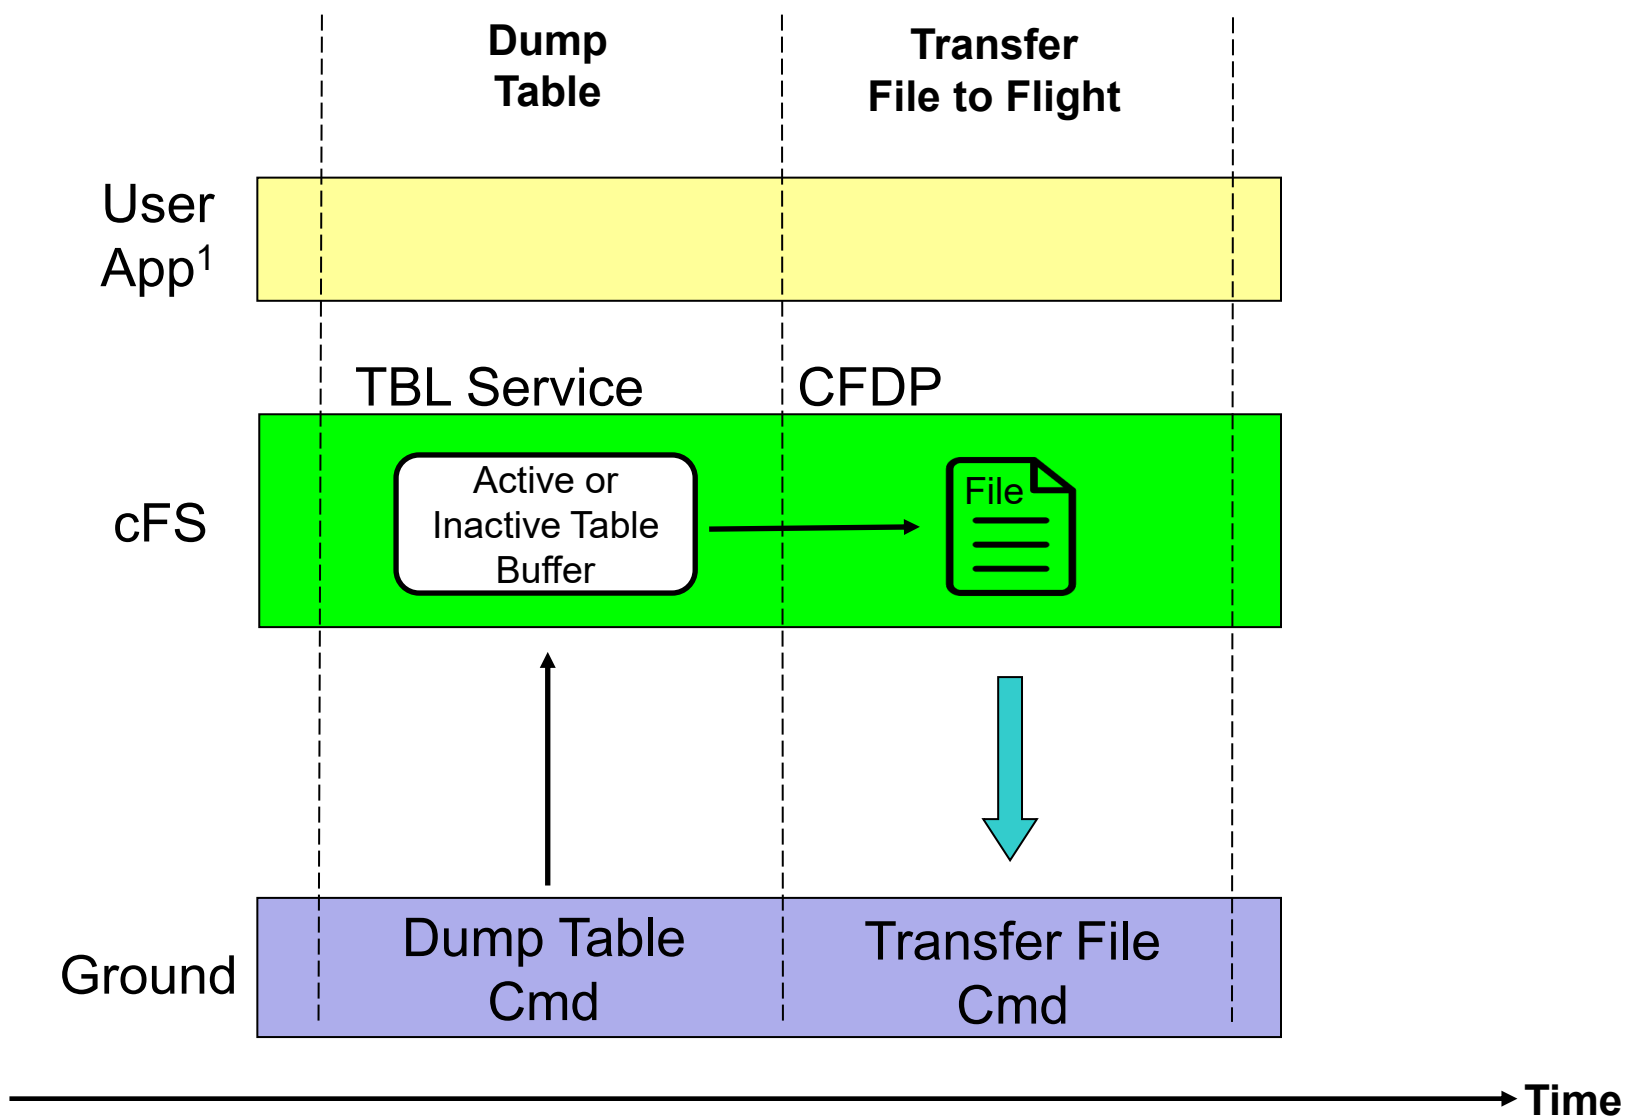 Dump
Table
Transfer
File to Flight
User
App¹
TBL Service
CFDP
cFS
Active or
Inactive Table
Buffer
File
Ground
Dump Table
Cmd
Transfer File
Cmd
Time